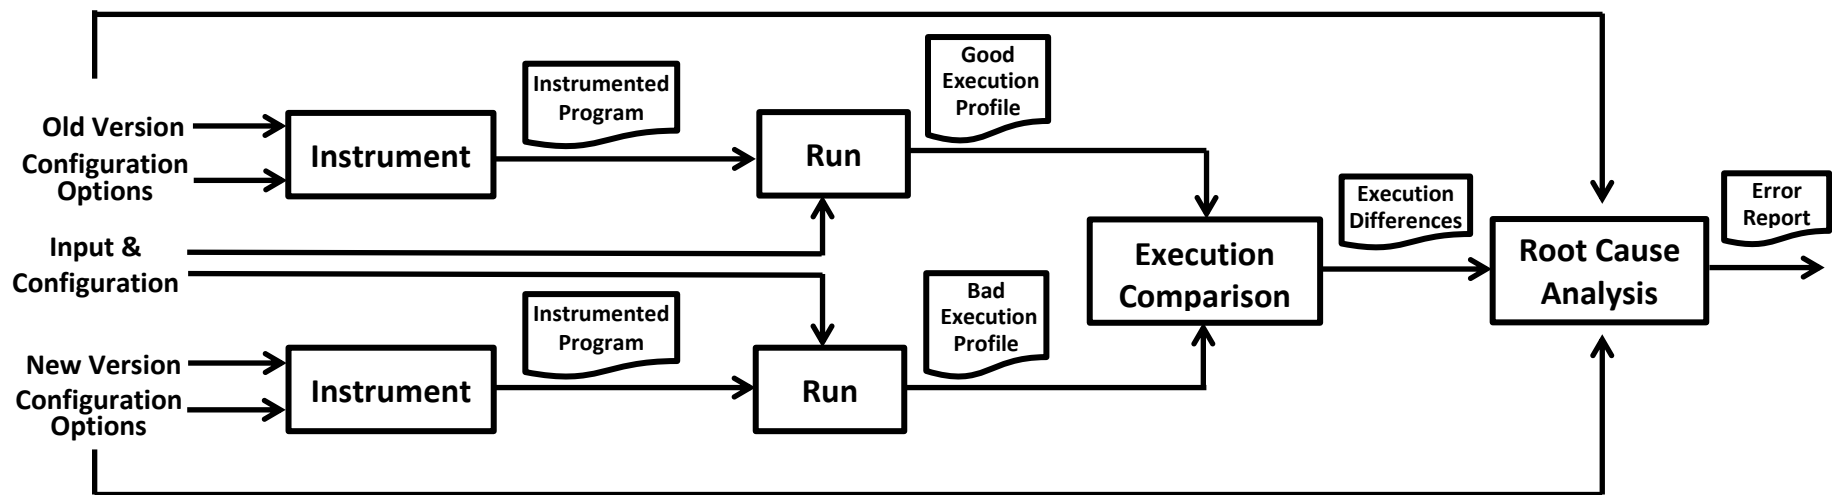 Old Version
Configuration
Options
Instrument
Instrumented
Program
Run
Good
Execution
Profile
Input &
Configuration
New Version
Configuration
Options
Instrument
Instrumented
Program
Run
Bad
Execution
Profile
Execution
Comparison
Execution
Differences
Root Cause
Analysis
Error
Report